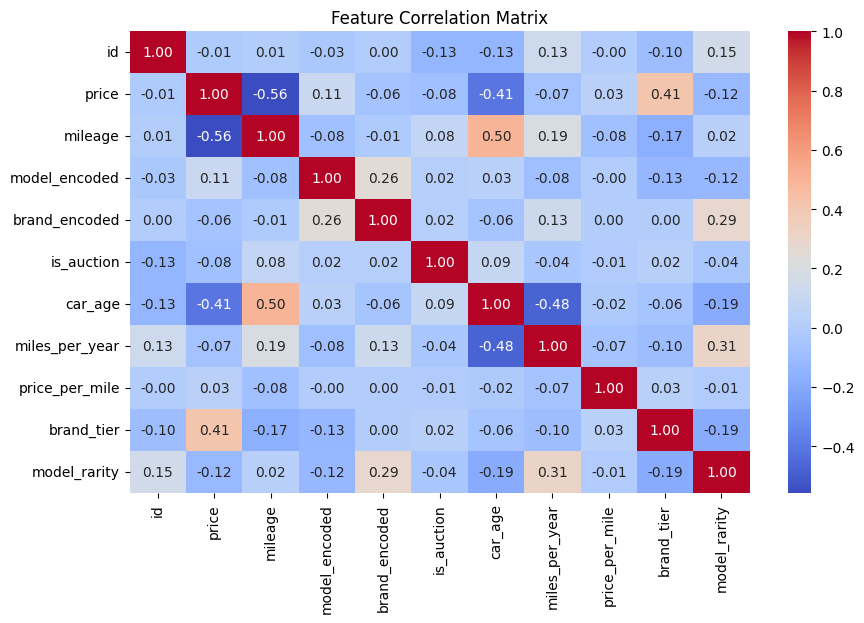 Feature Correlation Matrix
id 1.00 -0.01 0.01 -0.03 0.00 -0.13 -0.13 0.13 -0.00 -0.10 0.15
price -0.01 1.00 -0.56 0.11 -0.06 -0.08 -0.41 -0.07 0.03 0.41 -0.12
mileage 0.01 -0.56 1.00 -0.08 -0.01 0.08 0.50 0.19 -0.08 -0.17 0.02
model_encoded -0.03 0.11 -0.08 1.00 0.26 0.02 0.03 -0.08 -0.00 -0.13 -0.12
brand_encoded 0.00 -0.06 -0.01 0.26 1.00 0.02 -0.06 0.13 0.00 0.00 0.29
is_auction -0.13 -0.08 0.08 0.02 0.02 1.00 0.09 -0.04 -0.01 0.02 -0.04
car_age -0.13 -0.41 0.50 0.03 -0.06 0.09 1.00 -0.48 -0.02 -0.06 -0.19
miles_per_year 0.13 -0.07 0.19 -0.08 0.13 -0.04 -0.48 1.00 -0.07 -0.10 0.31
price_per_mile -0.00 0.03 -0.08 -0.00 0.00 -0.01 -0.02 -0.07 1.00 0.03 -0.01
brand_tier -0.10 0.41 -0.17 -0.13 0.00 0.02 -0.06 -0.10 0.03 1.00 -0.19
model_rarity 0.15 -0.12 0.02 -0.12 0.29 -0.04 -0.19 0.31 -0.01 -0.19 1.00
id price mileage model_encoded brand_encoded is_auction car_age miles_per_year price_per_mile brand_tier model_rarity
1.0
0.8
0.6
0.4
0.2
0.0
−0.2
−0.4